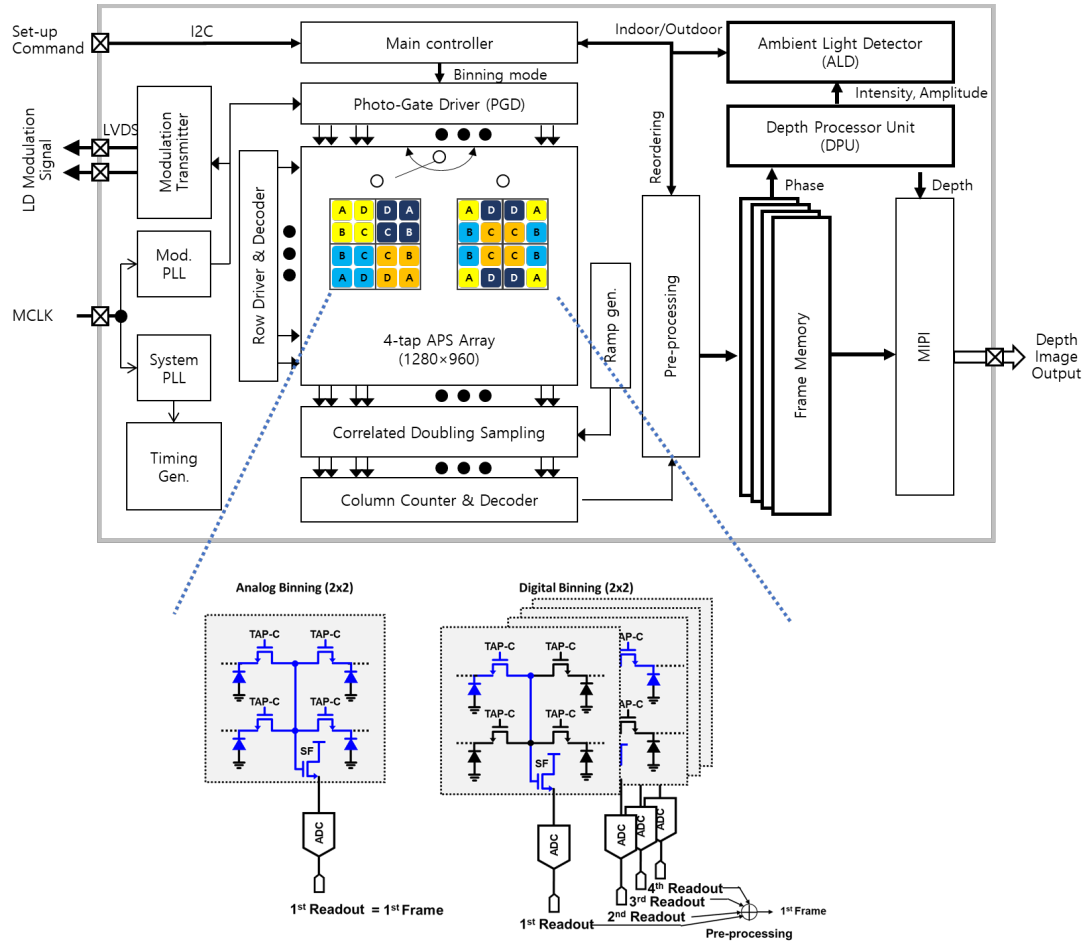 Set-up
Command
I2C
Main controller
Indoor/Outdoor
Ambient Light Detector
(ALD)
Binning mode
Intensity, Amplitude
Photo-Gate Driver (PGD)
Depth Processor Unit
(DPU)
LVDS
LD Modulation
Signal
Modulation
Transmitter
Reordering
Phase
Depth
Row Driver & Decoder
A D D A
B C C B
B C C B
A D D A
A D D A
B C C B
B C C B
A D D A
Mod.
PLL
MCLK
System
PLL
Timing
Gen.
4-tap APS Array
(1280×960)
Ramp gen.
Pre-processing
Frame Memory
MIPI
Depth
Image
Output
Correlated Doubling Sampling
Column Counter & Decoder
Analog Binning (2x2)
Digital Binning (2x2)
TAP-C TAP-C
TAP-C TAP-C
SF
ADC
1st Readout = 1st Frame
TAP-C TAP-C AP-C
TAP-C TAP-C AP-C
SF
ADC ADC ADC ADC
4th Readout
3rd Readout
2nd Readout
1st Readout
1st Frame
Pre-processing